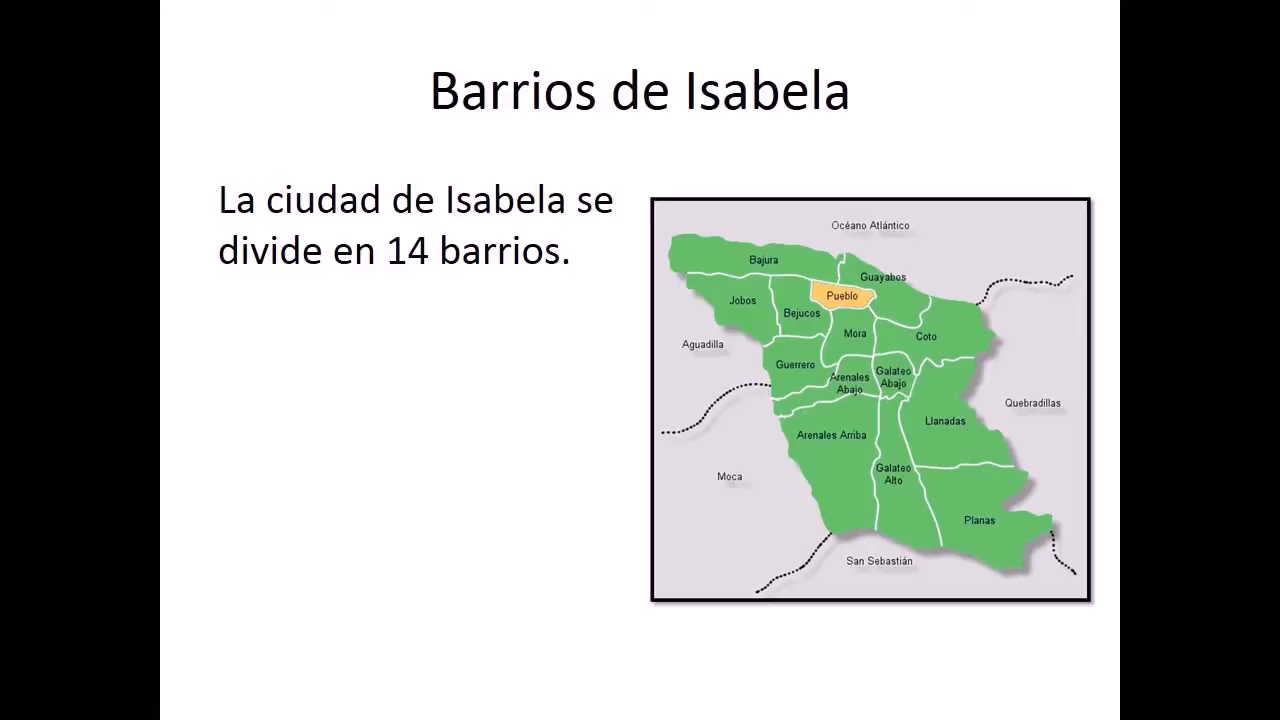 Barrios de Isabela
La ciudad de Isabela se
divide en 14 barrios.
Océano Atlántico
Bajura
Guayabos
Pueblo
Jobos
Bejucos
Mora
Coto
Aguadilla
Guerrero
Arenales
Abajo
Galateo
Abajo
Quebradillas
Llanadas
Arenales Arriba
Moca
Galateo
Alto
Planas
San Sebastián